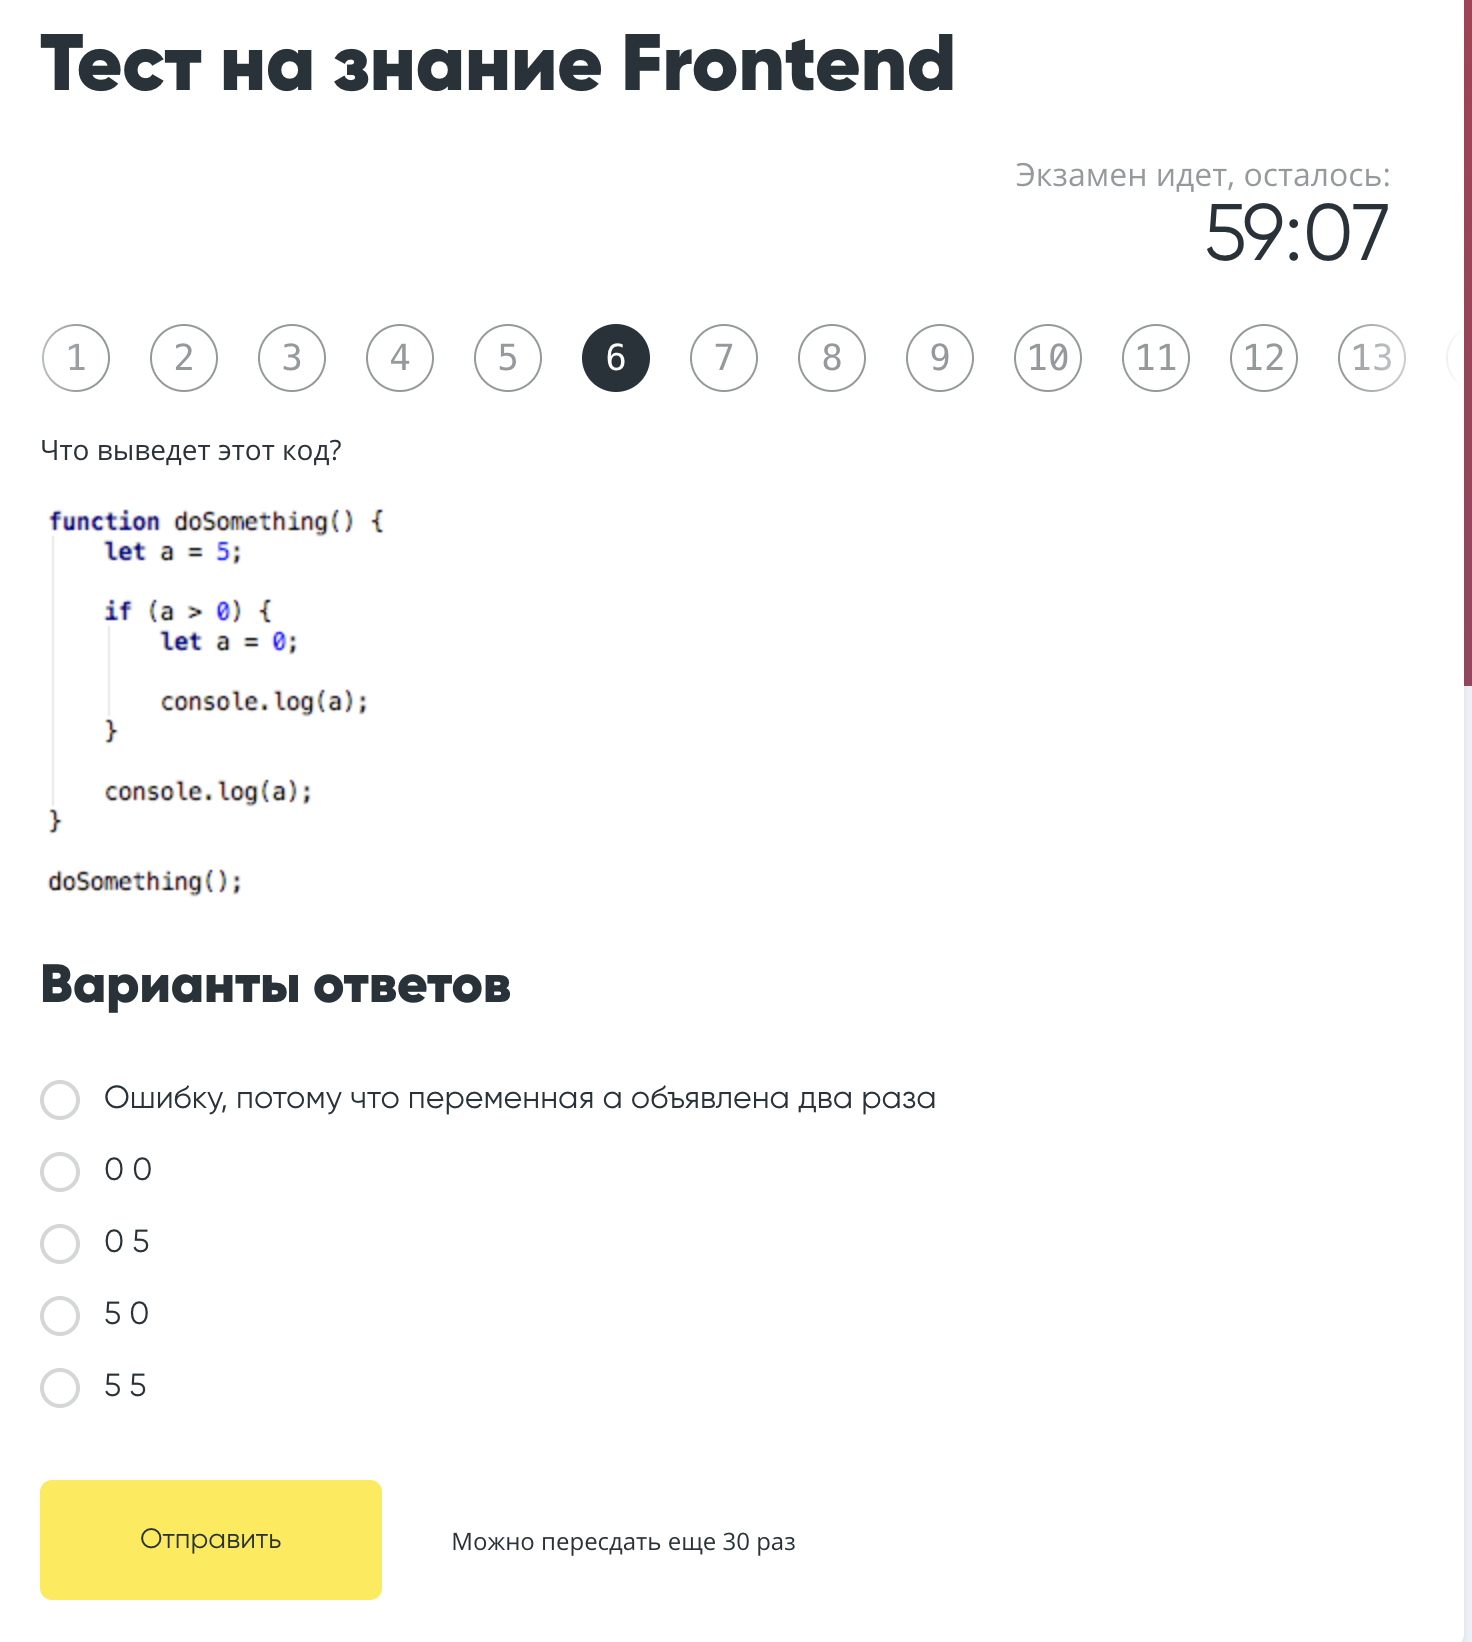 Тест на знание Frontend
Экзамен идет, осталось:
59:07
1 2 3 4 5 6 7 8 9 10 11 12 13
Что выведет этот код?
function doSomething() {
    let a = 5;
    if (a > 0) {
        let a = 0;
        console.log(a);
    }
    console.log(a);
}
doSomething();
Варианты ответов
Ошибку, потому что переменная a объявлена два раза
0 0
0 5
5 0
5 5
Отправить
Можно пересдать еще 30 раз